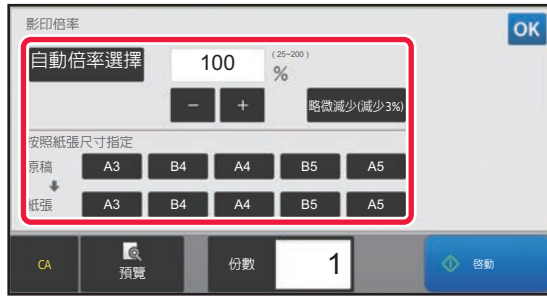 影印倍率
OK
自動倍率選擇 100 (25~200) %
− + 略微減少(減少3%)
按照紙張尺寸指定
原稿 A3 B4 A4 B5 A5
紙張 A3 B4 A4 B5 A5
CA 預覽 份數 1 啓動